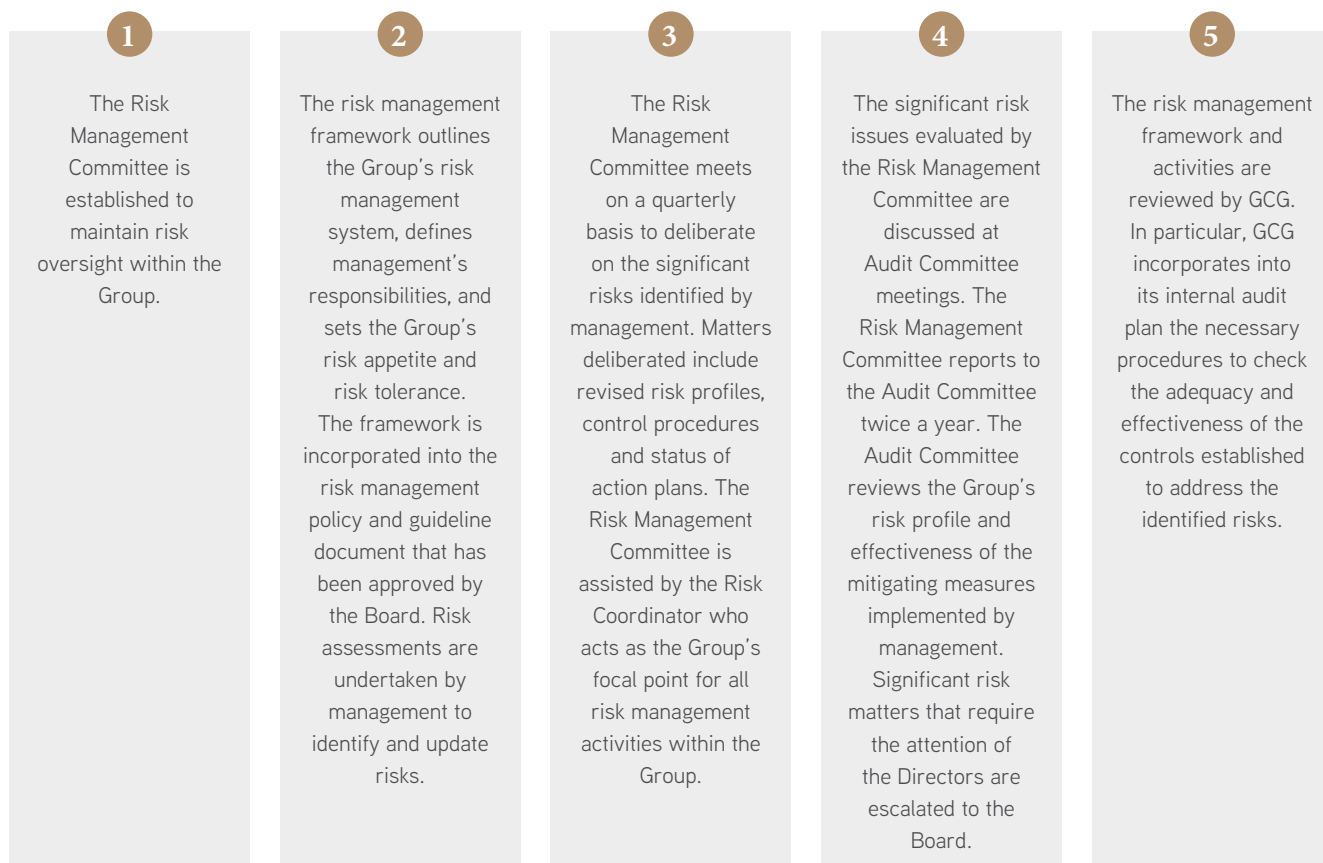 1
The Risk
Management
Committee is
established to
maintain risk
oversight within the
Group.
2
The risk management
framework outlines
the Group's risk
management
system, defines
management's
responsibilities, and
sets the Group's
risk appetite and
risk tolerance.
The framework is
incorporated into the
risk management
policy and guideline
document that has
been approved by
the Board. Risk
assessments are
undertaken by
management to
identify and update
risks.
3
The Risk
Management
Committee meets
on a quarterly
basis to deliberate
on the significant
risks identified by
management. Matters
deliberated include
revised risk profiles,
control procedures
and status of
action plans. The
Risk Management
Committee is
assisted by the Risk
Coordinator who
acts as the Group's
focal point for all
risk management
activities within the
Group.
4
The significant risk
issues evaluated by
the Risk Management
Committee are
discussed at
Audit Committee
meetings. The
Risk Management
Committee reports to
the Audit Committee
twice a year. The
Audit Committee
reviews the Group's
risk profile and
effectiveness of the
mitigating measures
implemented by
management.
Significant risk
matters that require
the attention of
the Directors are
escalated to the
Board.
5
The risk management
framework and
activities are
reviewed by GCG.
In particular, GCG
incorporates into
its internal audit
plan the necessary
procedures to check
the adequacy and
effectiveness of the
controls established
to address the
identified risks.